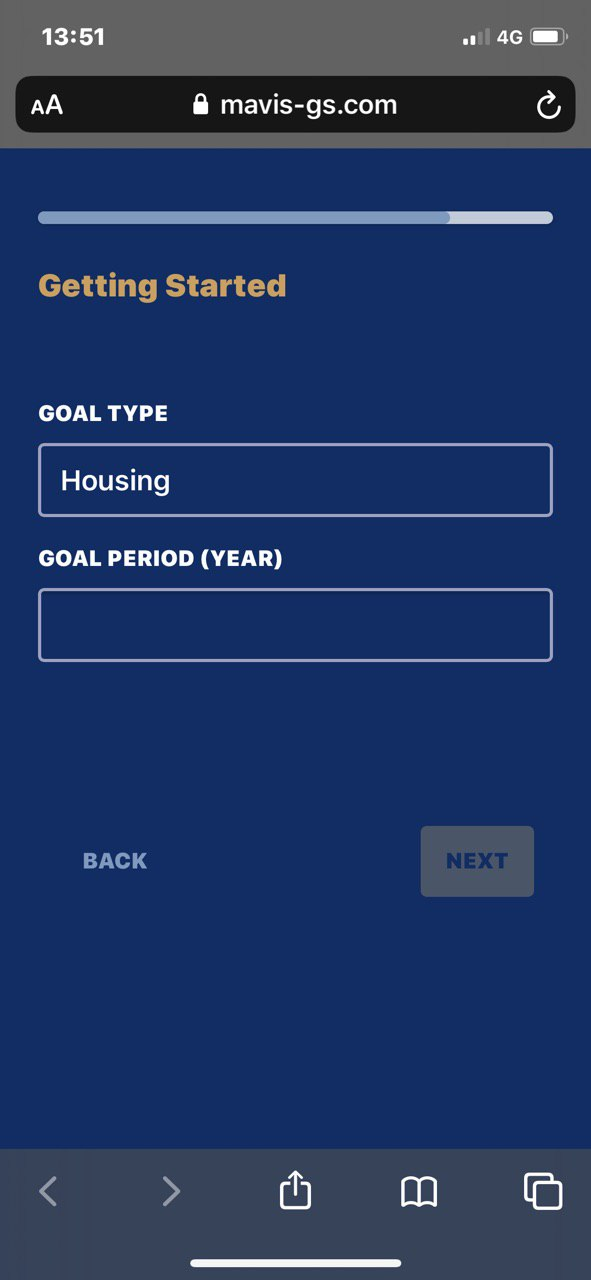 13:51
4G
AA
mavis-gs.com
Getting Started
GOAL TYPE
Housing
GOAL PERIOD (YEAR)
BACK
NEXT